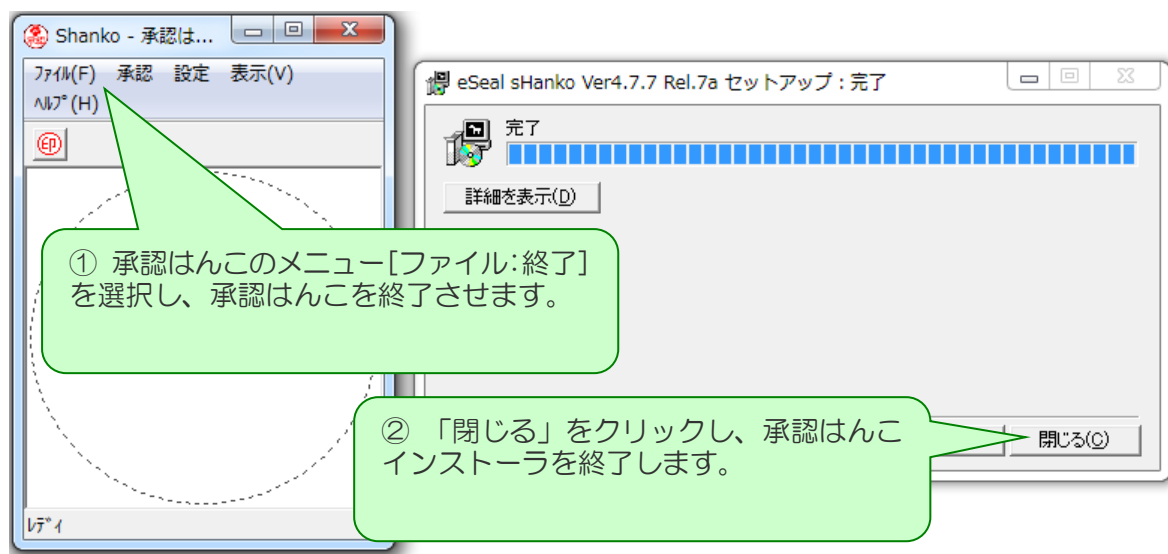 Shanko - 承認は...
ﾌｧｲﾙ(F) 承認 設定 表示(V)
ﾍﾙﾌﾟ(H)
印
eSeal sHanko Ver4.7.7 Rel.7a セットアップ : 完了
完了
詳細を表示(D)
① 承認はんこのメニュー[ファイル:終了]
を選択し、承認はんこを終了させます。
② 「閉じる」をクリックし、承認はんこ
インストーラを終了します。
閉じる(C)
ﾚﾃﾞｨ